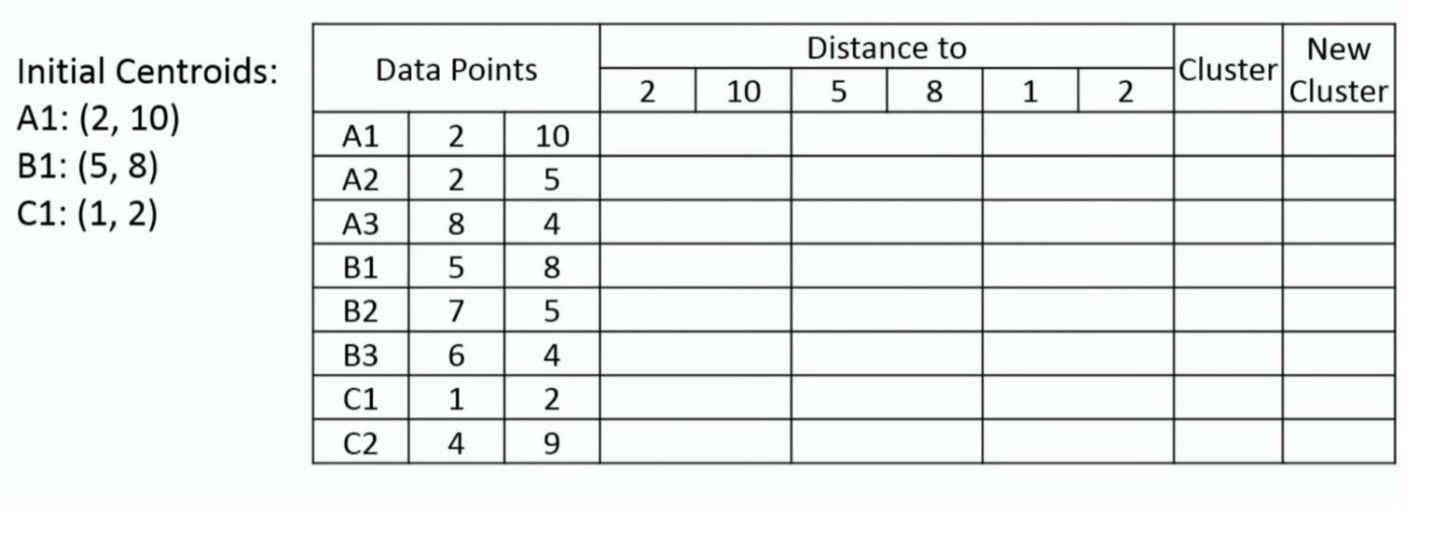 Initial Centroids:
A1: (2, 10)
B1: (5, 8)
C1: (1, 2)
Data Points Distance to Cluster New Cluster
2 10 5 8 1 2
A1 2 10
A2 2 5
A3 8 4
B1 5 8
B2 7 5
B3 6 4
C1 1 2
C2 4 9